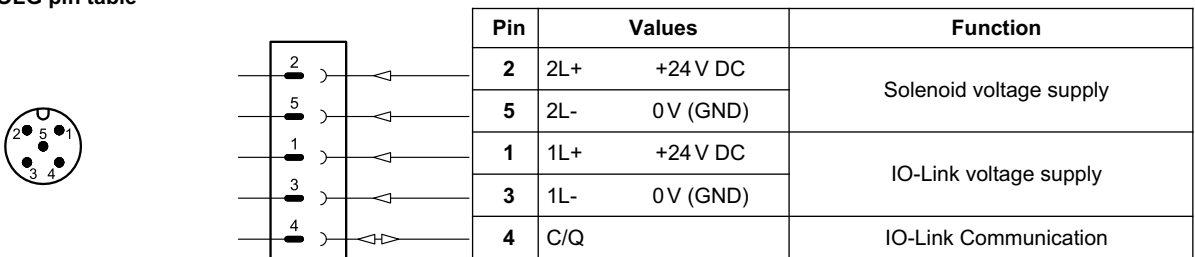 pin table
Pin Values Function
2 2 2L+ +24 V DC Solenoid voltage supply
5 5 2L- 0 V (GND)
1 1 1L+ +24 V DC IO-Link voltage supply
3 3 1L- 0 V (GND)
4 4 C/Q IO-Link Communication
2 5 1
3 4